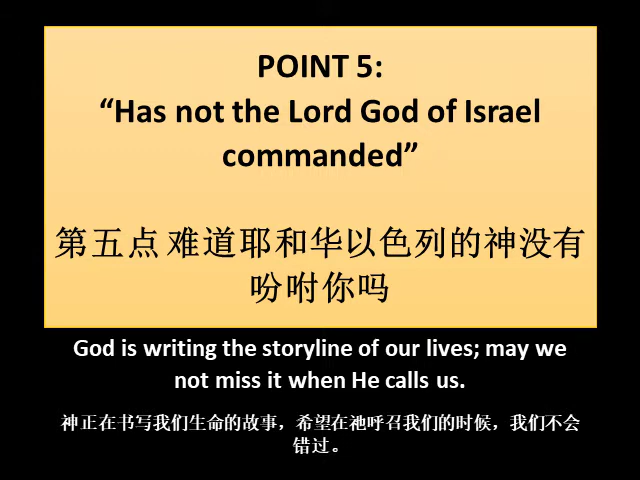 POINT 5:
“Has not the Lord God of Israel
commanded”
第五点 难道耶和华以色列的神没有
吩咐你吗
God is writing the storyline of our lives; may we
not miss it when He calls us.
神正在书写我们生命的故事，希望在祂呼召我们的时候，我们不会
错过。